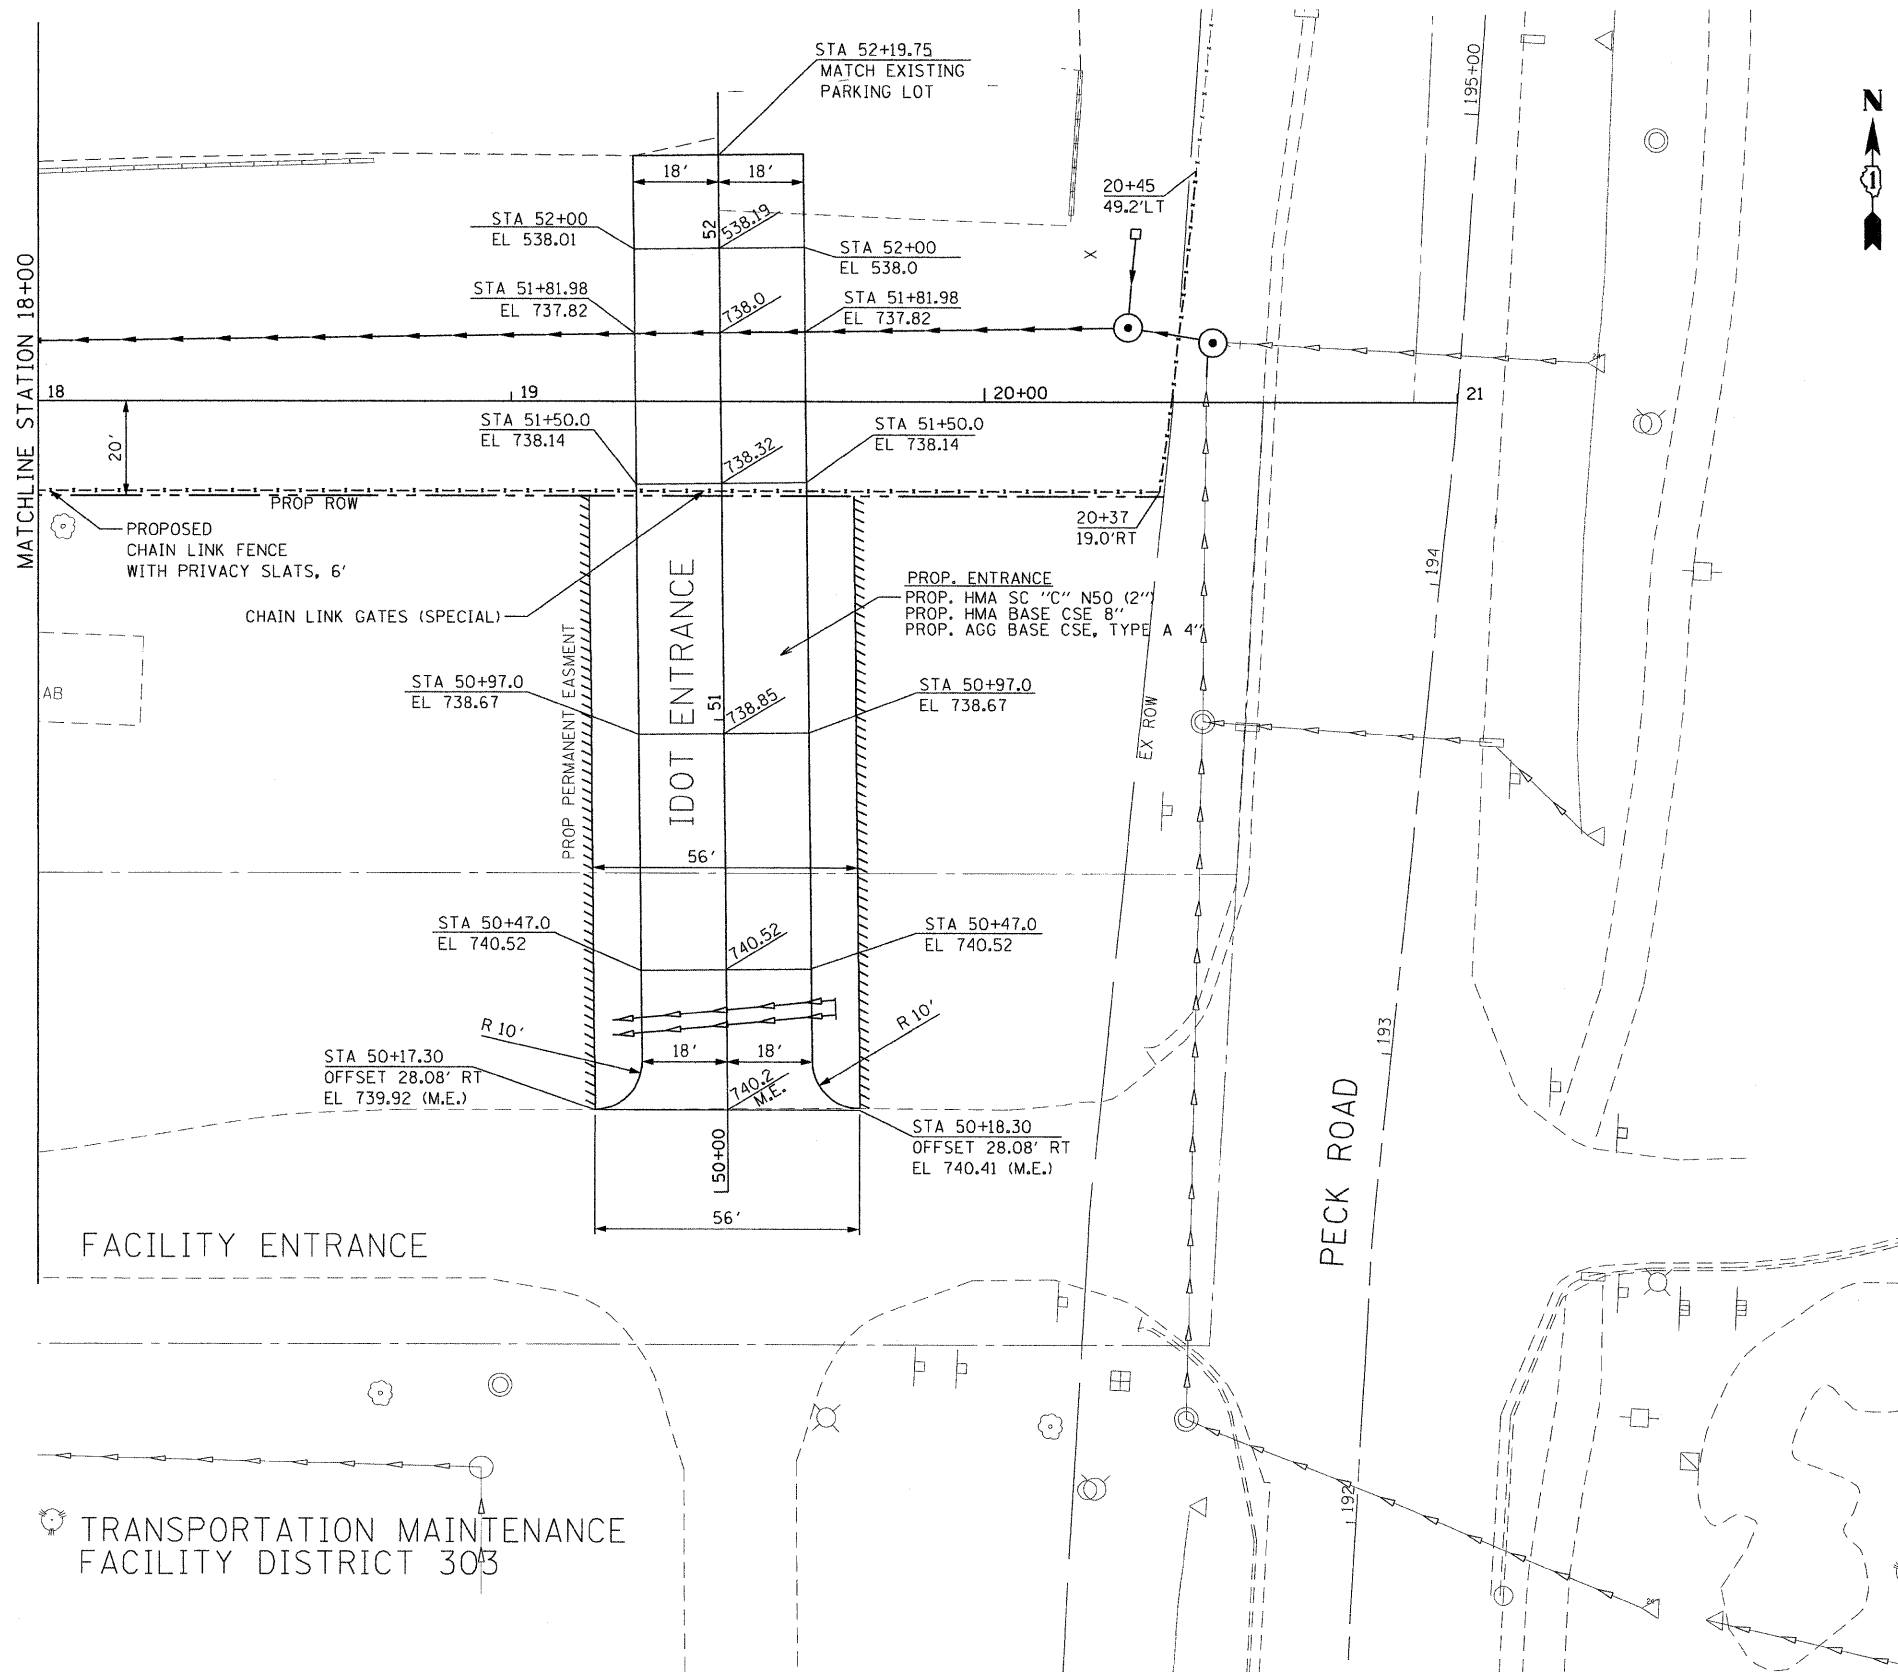 STA 52+19.75
MATCH EXISTING
PARKING LOT
195+00
N
1
18'
18'
20+45
49.2'LT
STA 52+00
EL 538.01
52
538.19
STA 52+00
EL 538.0
MATCHLINE STATION 18+00
STA 51+81.98
EL 737.82
738.0
STA 51+81.98
EL 737.82
18
19
20+00
21
20'
STA 51+50.0
EL 738.14
738.32
STA 51+50.0
EL 738.14
PROP ROW
20+37
19.0'RT
PROPOSED
CHAIN LINK FENCE
WITH PRIVACY SLATS, 6'
CHAIN LINK GATES (SPECIAL)
PROP. ENTRANCE
PROP. HMA SC "C" N50 (2")
PROP. HMA BASE CSE 8"
PROP. AGG BASE CSE, TYPE A 4"
194
IDOT ENTRANCE
PROP PERMANENT EASMENT
AB
STA 50+97.0
EL 738.67
51
738.85
STA 50+97.0
EL 738.67
EX ROW
56'
STA 50+47.0
EL 740.52
740.52
STA 50+47.0
EL 740.52
R 10'
R 10'
193
STA 50+17.30
OFFSET 28.08' RT
EL 739.92 (M.E.)
18'
18'
740.2
M.E.
STA 50+18.30
OFFSET 28.08' RT
EL 740.41 (M.E.)
50+00
56'
PECK ROAD
FACILITY ENTRANCE
192
TRANSPORTATION MAINTENANCE
FACILITY DISTRICT 303